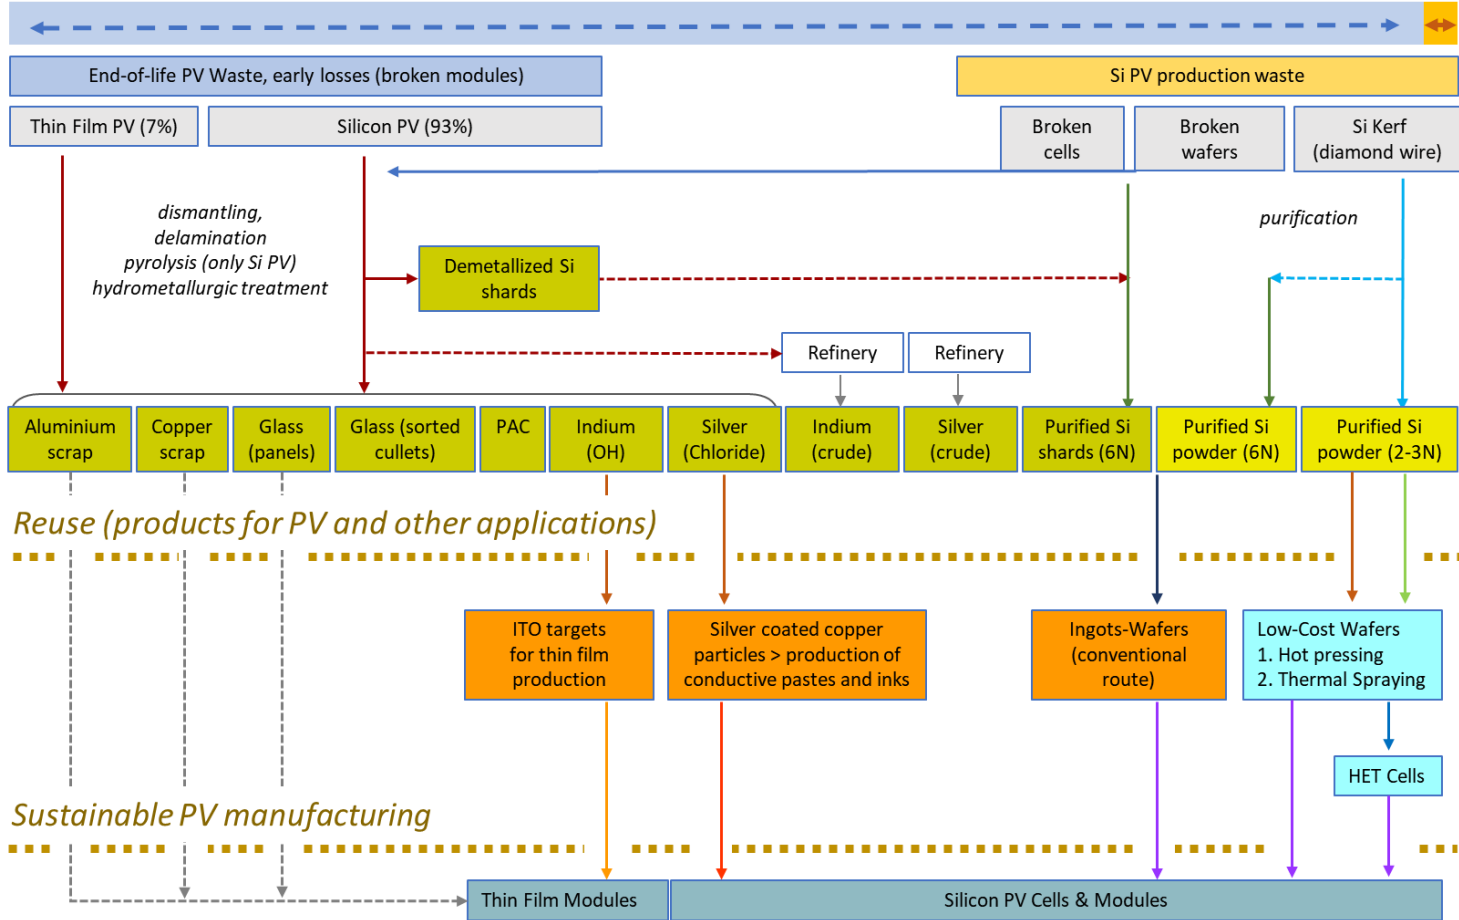 End-of-life PV Waste, early losses (broken modules)
Si PV production waste
Thin Film PV (7%)
Silicon PV (93%)
Broken
cells
Broken
wafers
Si Kerf
(diamond wire)
dismantling,
delamination
pyrolysis (only Si PV)
hydrometallurgic treatment
purification
Demetallized Si
shards
Refinery
Refinery
Aluminium
scrap
Copper
scrap
Glass
(panels)
Glass (sorted
cullets)
PAC
Indium
(OH)
Silver
(Chloride)
Indium
(crude)
Silver
(crude)
Purified Si
shards (6N)
Purified Si
powder (6N)
Purified Si
powder (2-3N)
Reuse (products for PV and other applications)
ITO targets
for thin film
production
Silver coated copper
particles > production of
conductive pastes and inks
Ingots-Wafers
(conventional
route)
Low-Cost Wafers
1. Hot pressing
2. Thermal Spraying
HET Cells
Sustainable PV manufacturing
Thin Film Modules
Silicon PV Cells & Modules